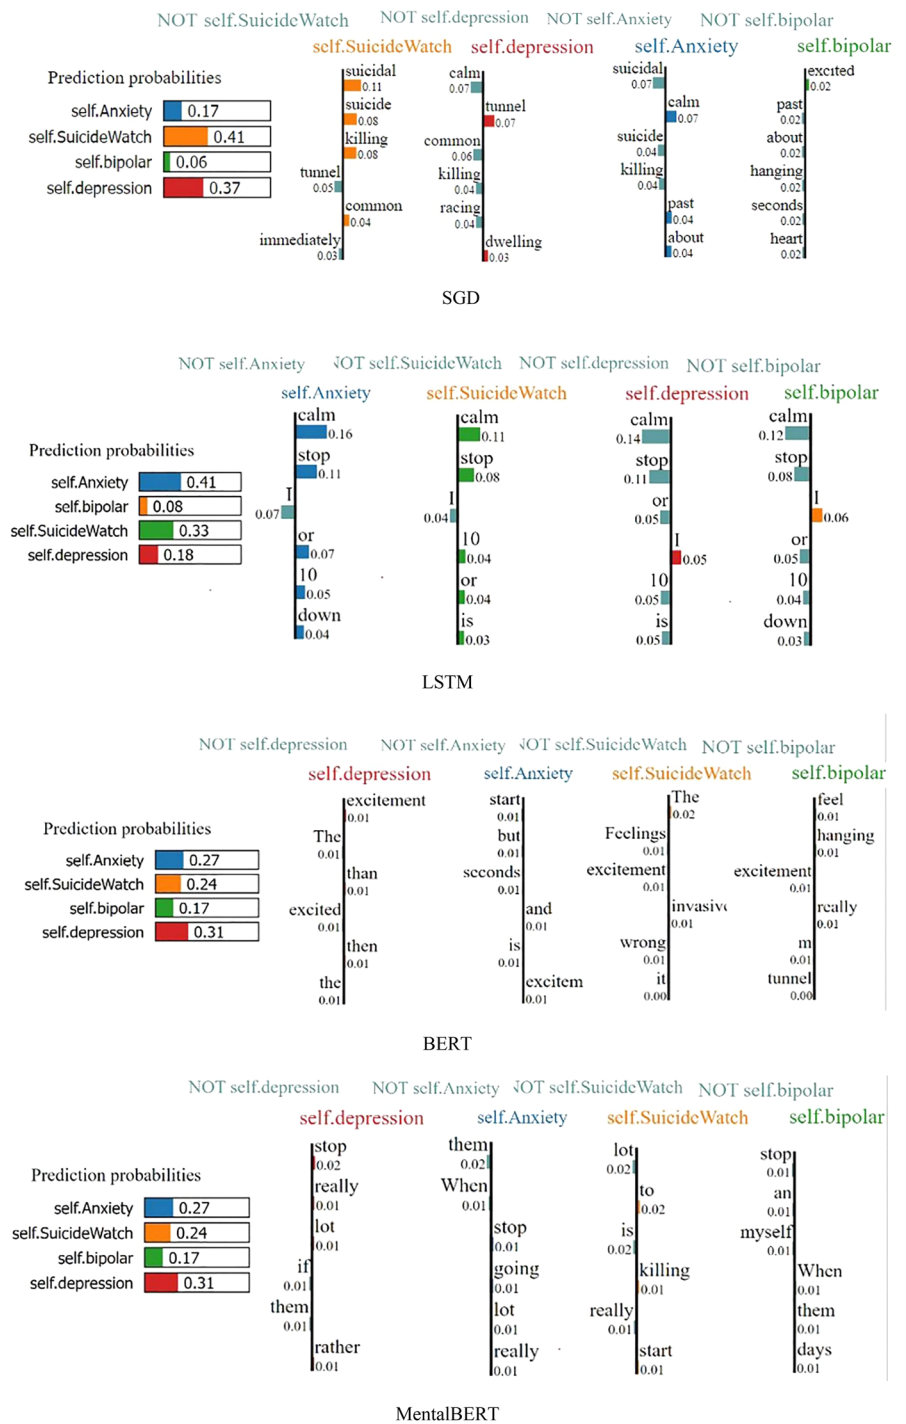 NOT self.SuicideWatch NOT self.depression NOT self.Anxiety NOT self.bipolar
self.SuicideWatch self.depression self.Anxiety self.bipolar
Prediction probabilities
self.Anxiety 0.17
self.SuicideWatch 0.41
self.bipolar 0.06
self.depression 0.37
suicidal
0.11
suicide
0.08
killing
0.08
tunnel
0.05
common
0.04
immediately
0.03
calm
0.07
tunnel
0.07
common
0.06
killing
0.04
racing
0.04
dwelling
0.03
suicidal
0.07
calm
0.07
suicide
0.04
killing
0.04
past
0.04
about
0.04
excited
0.02
past
0.02
about
0.02
hanging
0.02
seconds
0.02
heart
0.02
SGD
NOT self.Anxiety NOT self.SuicideWatch NOT self.depression NOT self.bipolar
self.Anxiety self.SuicideWatch self.depression self.bipolar
Prediction probabilities
self.Anxiety 0.41
self.bipolar 0.08
self.SuicideWatch 0.33
self.depression 0.18
calm
0.16
stop
0.11
I
0.07
or
0.07
10
0.05
down
0.04
calm
0.11
stop
0.08
I
0.04
10
0.04
or
0.04
is
0.03
calm
0.14
stop
0.11
or
0.05
I
0.05
10
0.05
is
0.05
calm
0.12
stop
0.08
I
0.06
or
0.05
10
0.04
down
0.03
LSTM
NOT self.depression NOT self.Anxiety NOT self.SuicideWatch NOT self.bipolar
self.depression self.Anxiety self.SuicideWatch self.bipolar
Prediction probabilities
self.Anxiety 0.27
self.SuicideWatch 0.24
self.bipolar 0.17
self.depression 0.31
excitement
0.01
The
0.01
than
0.01
excited
0.01
then
0.01
the
0.01
start
0.01
but
0.01
seconds
0.01
and
0.01
is
0.01
excitem
0.01
The
0.02
Feelings
0.01
excitement
0.01
invasive
0.01
wrong
0.01
it
0.00
feel
0.01
hanging
0.01
excitement
0.01
really
0.01
m
0.01
tunnel
0.00
BERT
NOT self.depression NOT self.Anxiety NOT self.SuicideWatch NOT self.bipolar
self.depression self.Anxiety self.SuicideWatch self.bipolar
Prediction probabilities
self.Anxiety 0.27
self.SuicideWatch 0.24
self.bipolar 0.17
self.depression 0.31
stop
0.02
really
0.01
lot
0.01
if
0.01
them
0.01
rather
0.01
them
0.02
When
0.01
stop
0.01
going
0.01
lot
0.01
really
0.01
lot
0.02
to
0.02
is
0.02
killing
0.01
really
0.01
start
0.01
stop
0.01
an
0.01
myself
0.01
When
0.01
them
0.01
days
0.01
MentalBERT